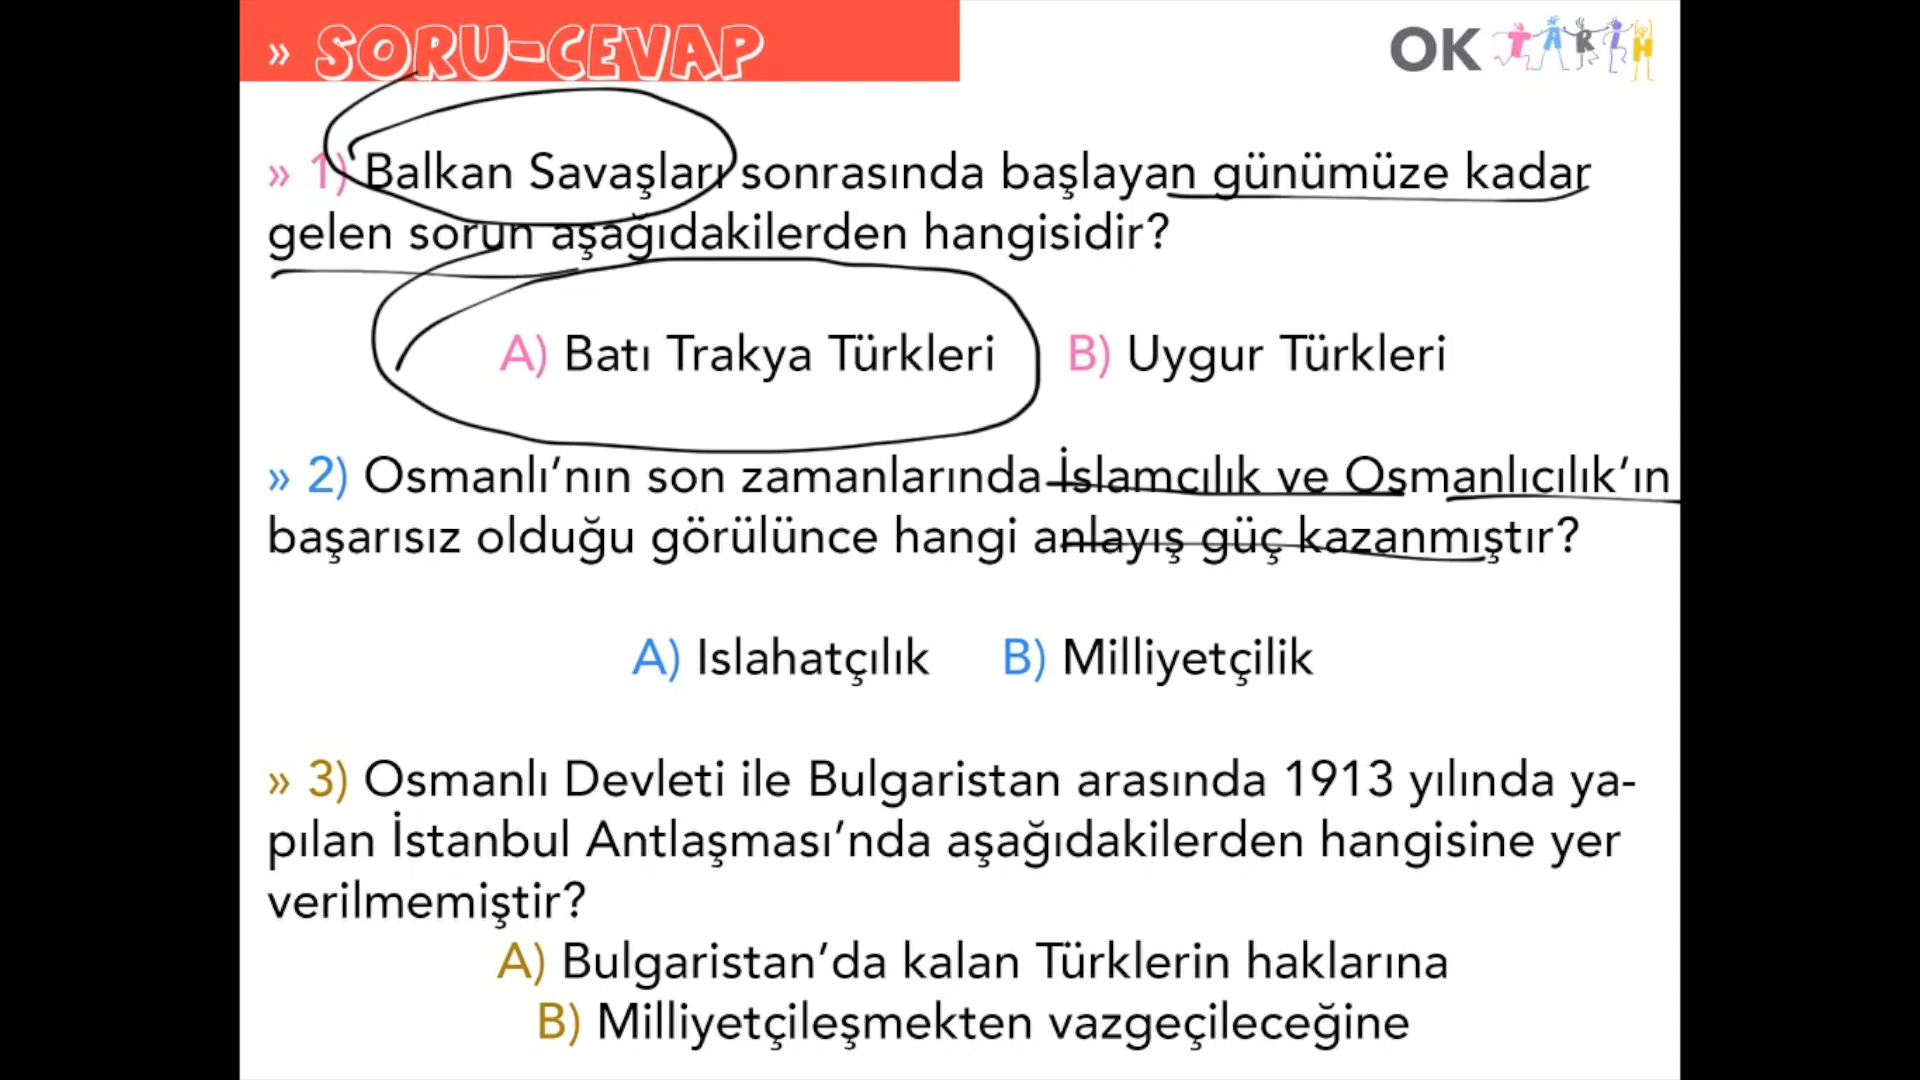 » SORU-CEVAP
OK TARİH
» 1) Balkan Savaşları sonrasında başlayan günümüze kadar
gelen sorun aşağıdakilerden hangisidir?
A) Batı Trakya Türkleri B) Uygur Türkleri
» 2) Osmanlı’nın son zamanlarında İslamcılık ve Osmanlıcılık’ın
başarısız olduğu görülünce hangi anlayış güç kazanmıştır?
A) Islahatçılık B) Milliyetçilik
» 3) Osmanlı Devleti ile Bulgaristan arasında 1913 yılında ya-
pılan İstanbul Antlaşması’nda aşağıdakilerden hangisine yer
verilmemiştir?
A) Bulgaristan’da kalan Türklerin haklarına
B) Milliyetçileşmekten vazgeçileceğine